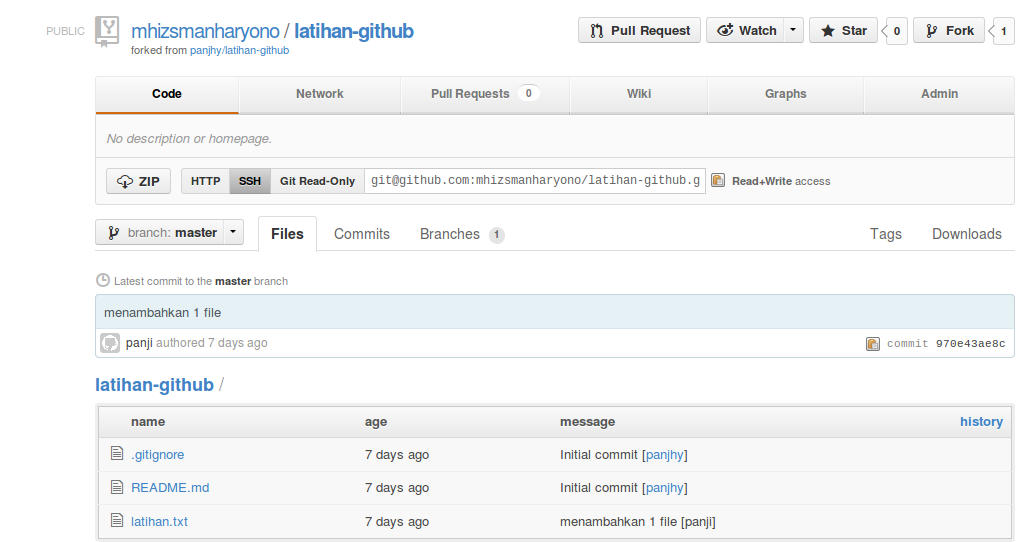 PUBLIC mhizsmanharyono / latihan-github Pull Request Watch Star 0 Fork 1
forked from panjhy/latihan-github
Code Network Pull Requests 0 Wiki Graphs Admin
No description or homepage.
ZIP HTTP SSH Git Read-Only git@github.com:mhizsmanharyono/latihan-github.g Read+Write access
branch: master Files Commits Branches 1 Tags Downloads
Latest commit to the master branch
menambahkan 1 file
panji authored 7 days ago commit 970e43ae8c
latihan-github /
name age message history
.gitignore 7 days ago Initial commit [panjhy]
README.md 7 days ago Initial commit [panjhy]
latihan.txt 7 days ago menambahkan 1 file [panji]